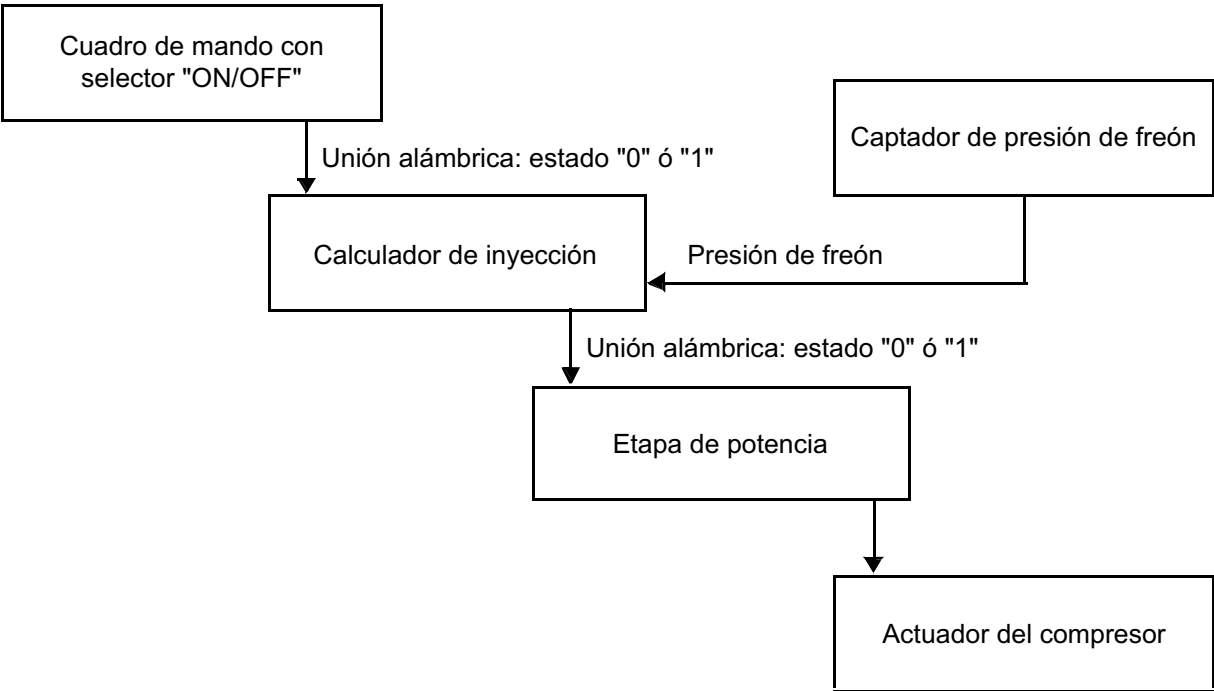 Cuadro de mando con
selector "ON/OFF"
Captador de presión de freón
Unión alámbrica: estado "0" ó "1"
Calculador de inyección
Presión de freón
Unión alámbrica: estado "0" ó "1"
Etapa de potencia
Actuador del compresor